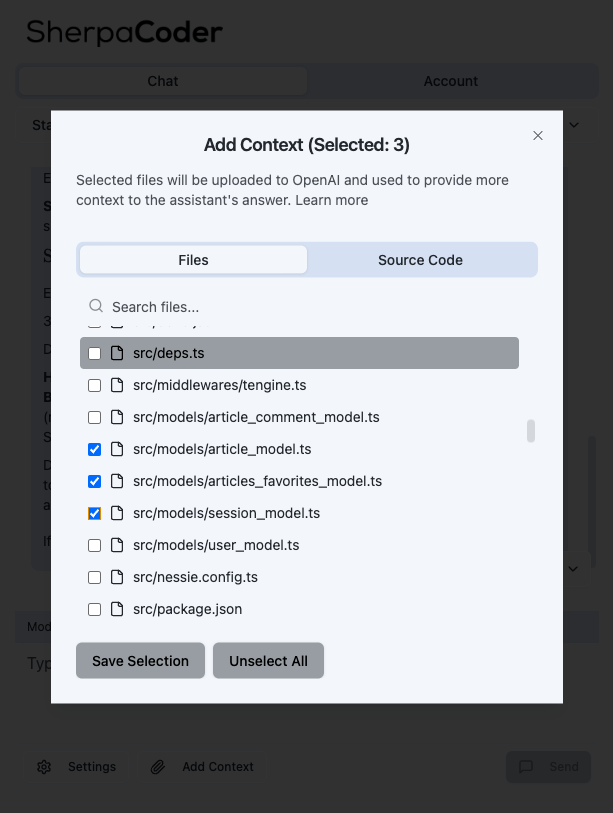 SherpaCoder
Chat
Account
Sta
Add Context (Selected: 3)
Selected files will be uploaded to OpenAI and used to provide more
context to the assistant's answer. Learn more
Files
Source Code
Search files...
src/deps.ts
src/middlewares/tengine.ts
src/models/article_comment_model.ts
src/models/article_model.ts
src/models/articles_favorites_model.ts
src/models/session_model.ts
src/models/user_model.ts
src/nessie.config.ts
src/package.json
Save Selection
Unselect All
Mod
Typ
Settings
Add Context
Send